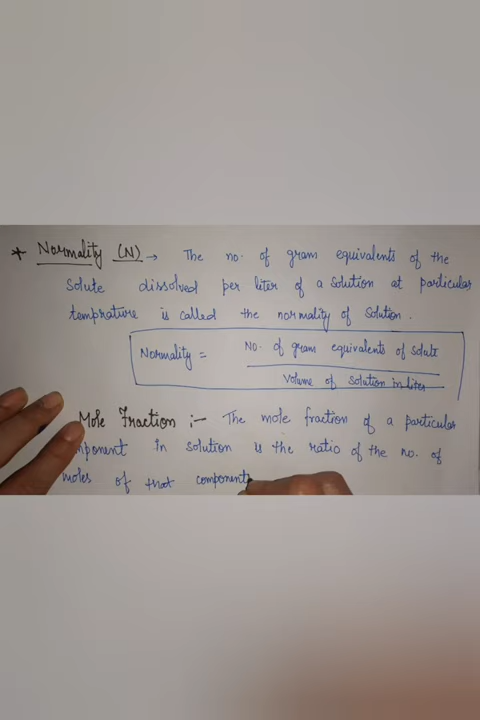 * Normality (N) → The no. of gram equivalents of the
solute dissolved per liter of a solution at particular
temprature is called the normality of solution.
Normality = No. of gram equivalents of solute
Volume of solution in liter
Mole Fraction :- The mole fraction of a particular
mponent in solution is the ratio of the no. of
moles of that component